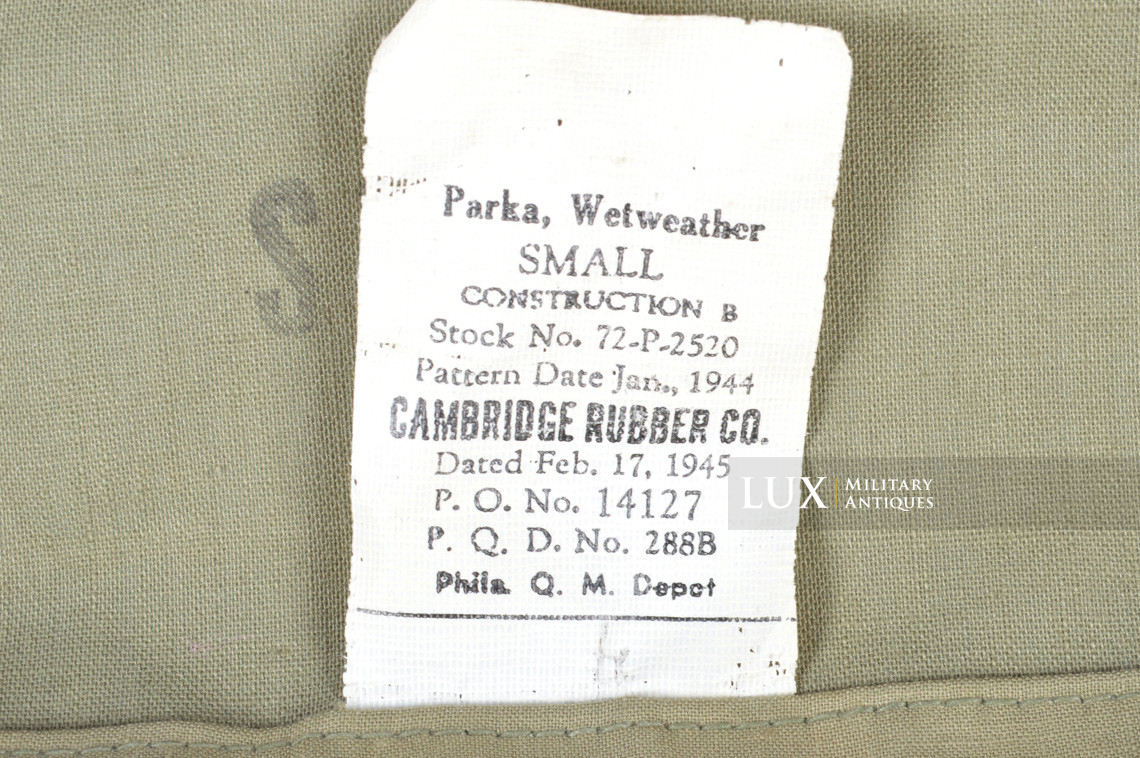 S
Parka, Wetweather
SMALL
CONSTRUCTION B
Stock No. 72-P-2520
Pattern Date Jan., 1944
CAMBRIDGE RUBBER CO.
Dated Feb. 17, 1945
P. O. No. 14127
P. Q. D. No. 288B
Phila. Q. M. Depot
LUX MILITARY ANTIQUES